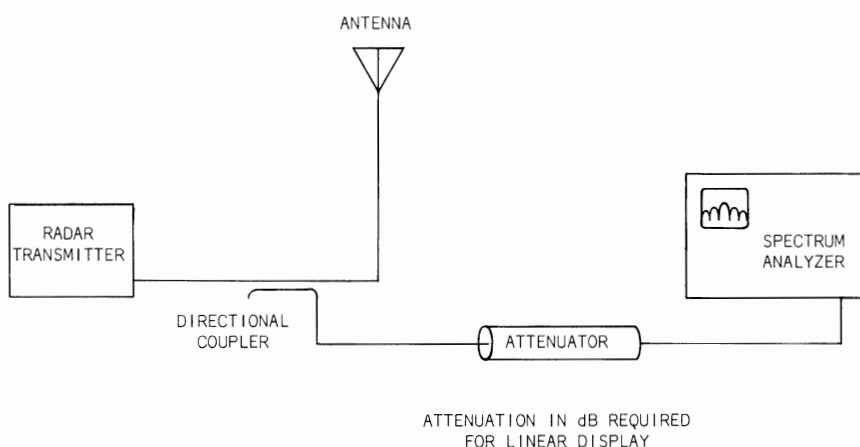 ANTENNA
RADAR
TRANSMITTER
SPECTRUM
ANALYZER
DIRECTIONAL
COUPLER
ATTENUATOR
ATTENUATION IN dB REQUIRED
FOR LINEAR DISPLAY